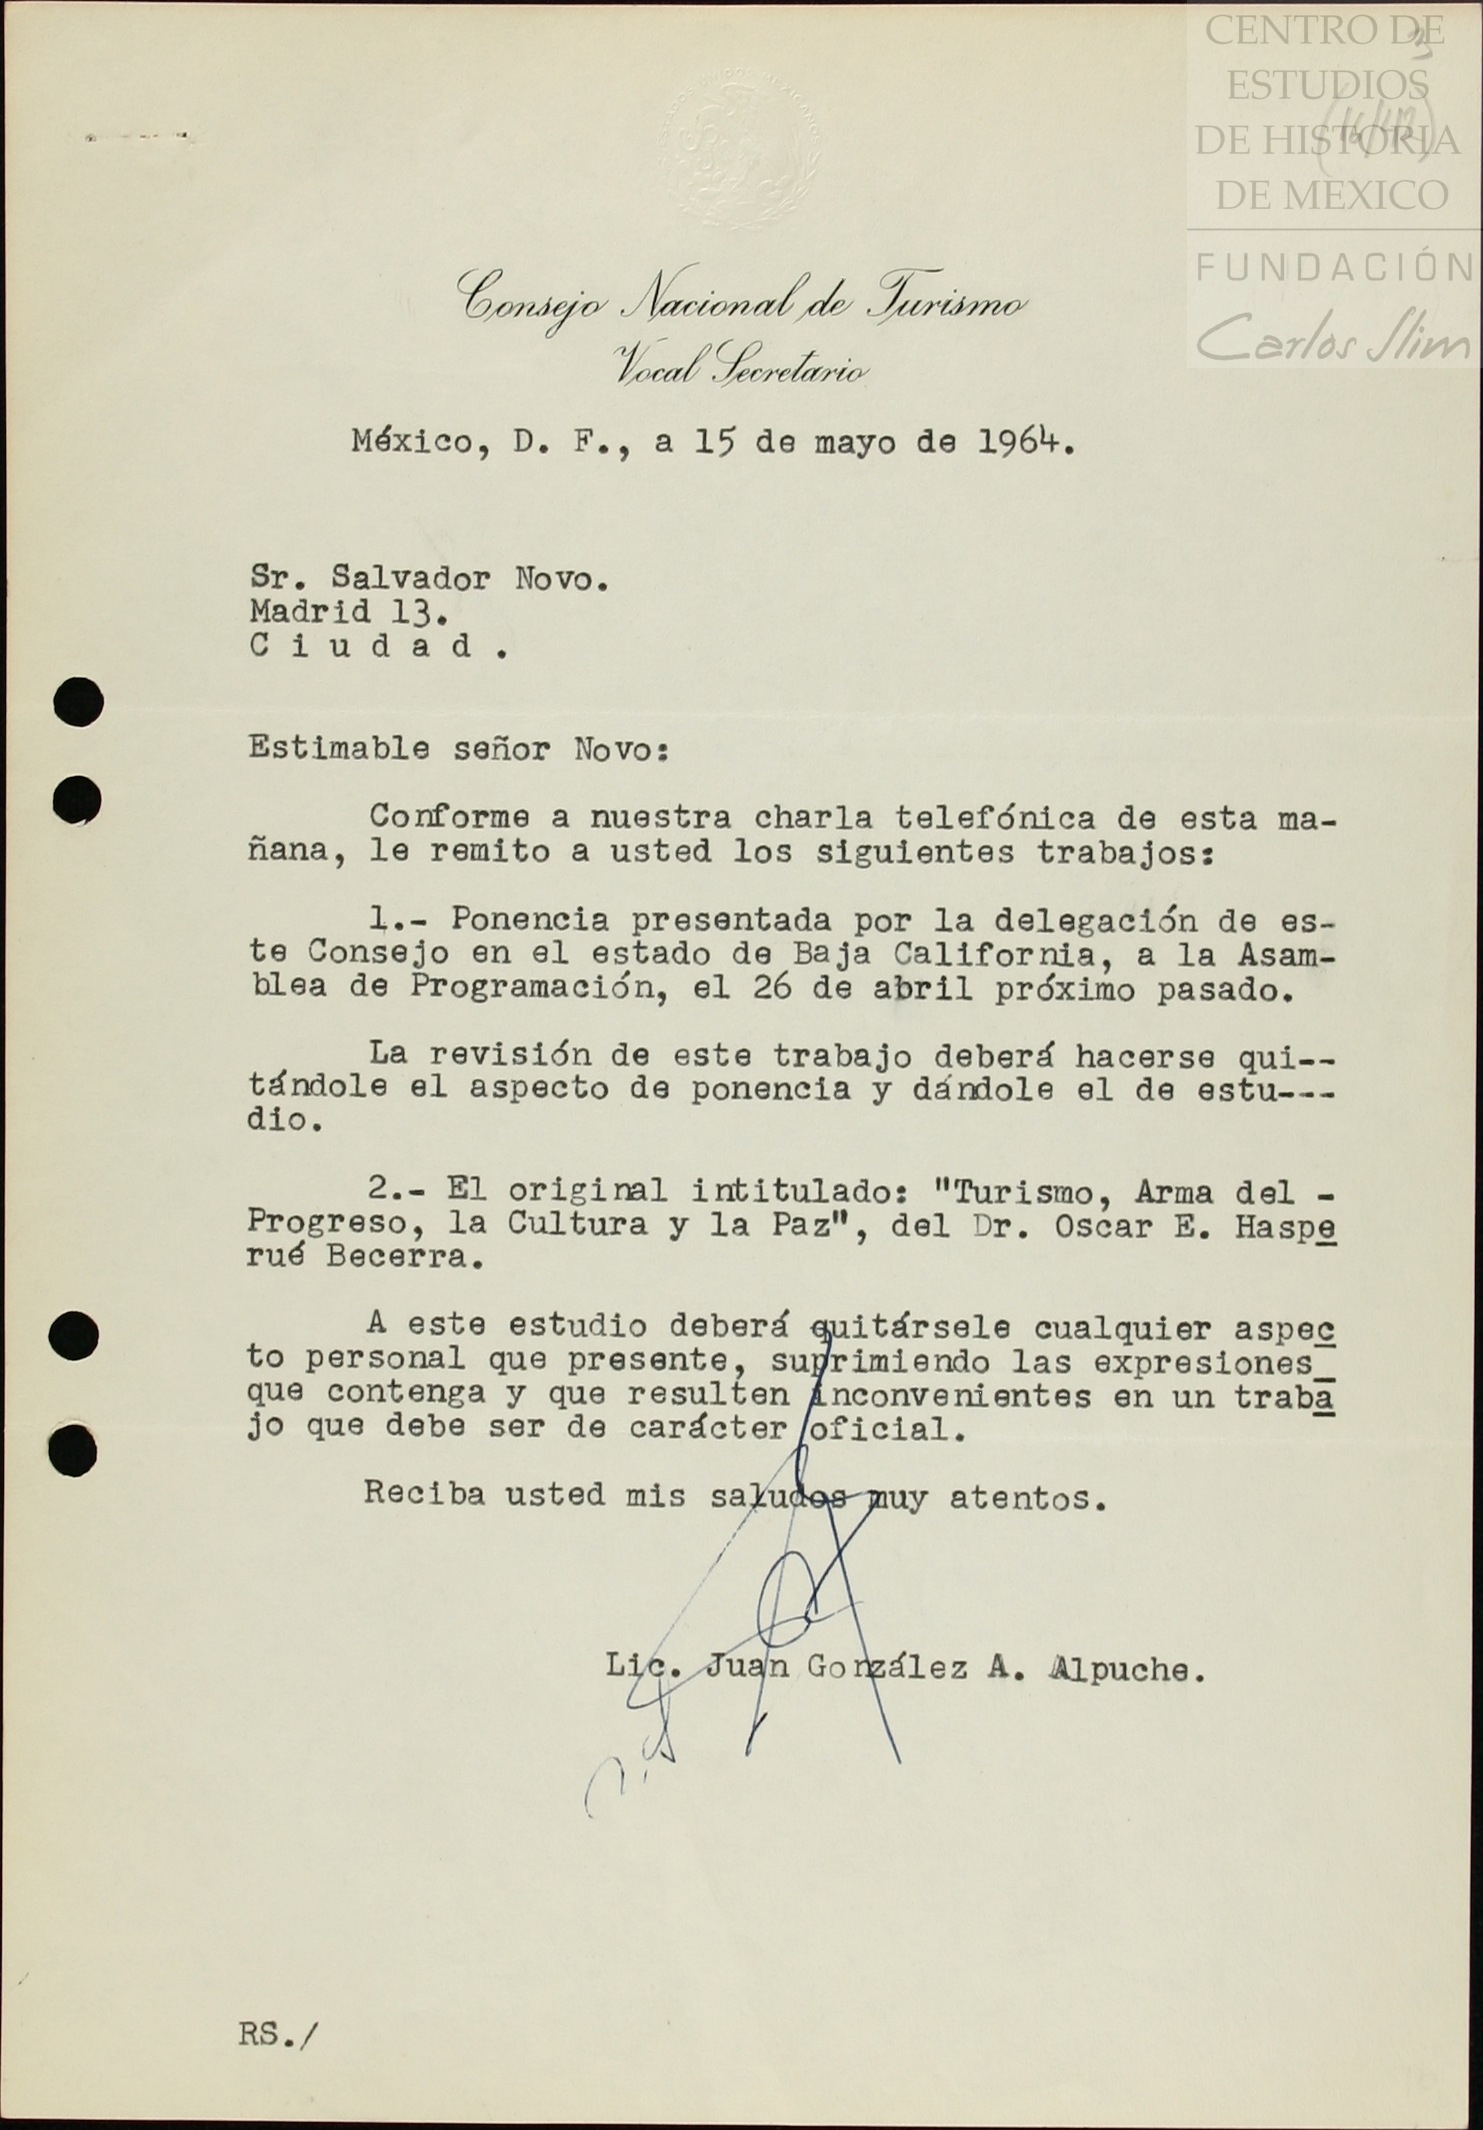 CENTRO DE
ESTUDIOS
DE HISTORIA
DE MEXICO
FUNDACIÓN
Carlos Slim
Consejo Nacional de Turismo
Vocal Secretario
México, D. F., a 15 de mayo de 1964.
Sr. Salvador Novo.
Madrid 13.
C i u d a d .
Estimable señor Novo:
Conforme a nuestra charla telefónica de esta ma-
ñana, le remito a usted los siguientes trabajos:
1.- Ponencia presentada por la delegación de es-
te Consejo en el estado de Baja California, a la Asam-
blea de Programación, el 26 de abril próximo pasado.
La revisión de este trabajo deberá hacerse qui--
tándole el aspecto de ponencia y dándole el de estu---
dio.
2.- El original intitulado: "Turismo, Arma del -
Progreso, la Cultura y la Paz", del Dr. Oscar E. Haspe
rué Becerra.
A este estudio deberá quitársele cualquier aspec
to personal que presente, suprimiendo las expresiones_
que contenga y que resulten inconvenientes en un traba
jo que debe ser de carácter oficial.
Reciba usted mis saludos muy atentos.
Lic. Juan González A. Alpuche.
RS./